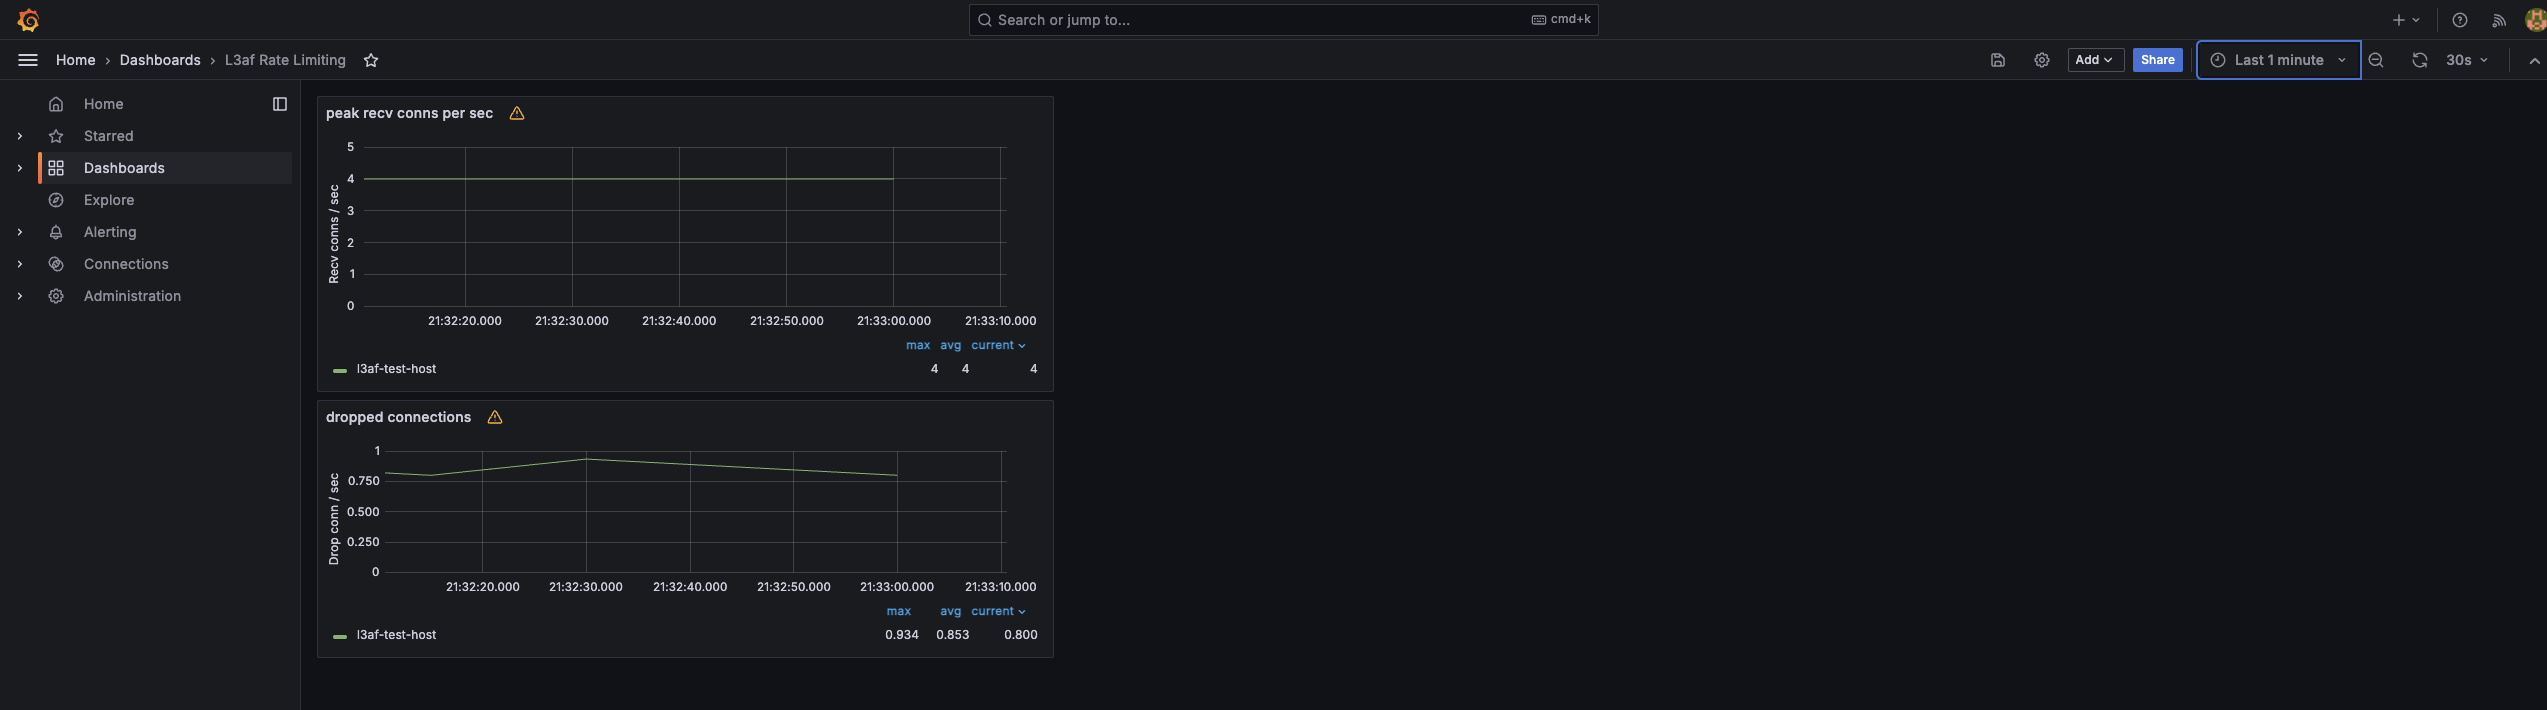 Search or jump to... cmd+k
Home › Dashboards › L3af Rate Limiting Add Share Last 1 minute 30s
Home
Starred
Dashboards
Explore
Alerting
Connections
Administration
peak recv conns per sec
Recv conns / sec
5
4
3
2
1
0
21:32:20.000 21:32:30.000 21:32:40.000 21:32:50.000 21:33:00.000 21:33:10.000
max avg current
l3af-test-host 4 4 4
dropped connections
Drop conn / sec
1
0.750
0.500
0.250
0
21:32:20.000 21:32:30.000 21:32:40.000 21:32:50.000 21:33:00.000 21:33:10.000
max avg current
l3af-test-host 0.934 0.853 0.800